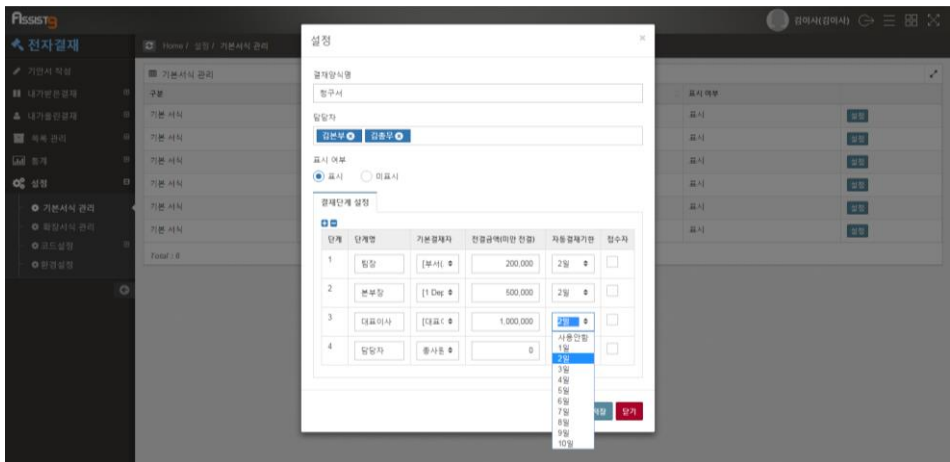 Assist9
김이사(김이사)
전자결재
Home / 설정 / 기본서식 관리
기안서 작성
내가받은결재
내가올린결재
목록 관리
통계
설정
기본서식 관리
확장서식 관리
코드설정
환경설정
기본서식 관리
구분
표시 여부
기본 서식
표시
설정
기본 서식
표시
설정
기본 서식
표시
설정
기본 서식
표시
설정
기본 서식
표시
설정
기본 서식
표시
설정
Total : 6
설정
×
결재양식명
청구서
담당자
김본부
김총무
표시 여부
표시
미표시
결재단계 설정
단계
단계명
기본결재자
전결금액(미만 전결)
자동결재기한
접수자
1
팀장
[부서(
200,000
2일
2
본부장
[1 Dep
500,000
2일
3
대표이사
1,000,000
2일
4
담당자
0
사용안함
1일
2일
3일
4일
5일
6일
7일
8일
9일
10일
닫기